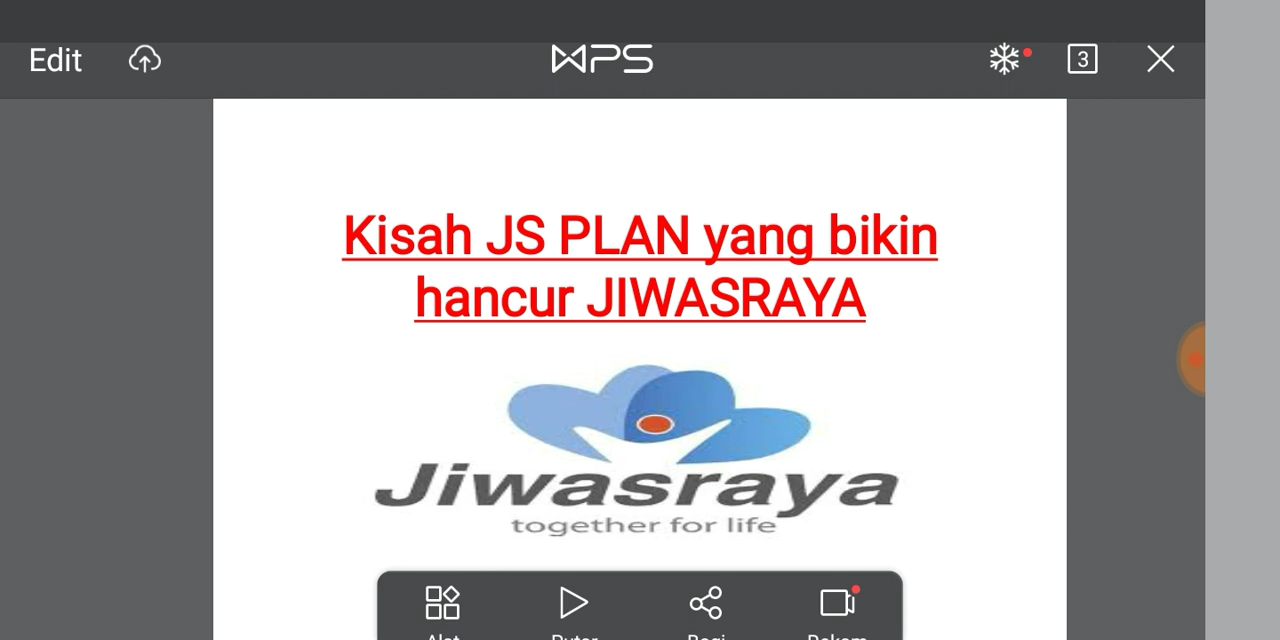 Edit
WPS
3
Kisah JS PLAN yang bikin
hancur JIWASRAYA
Jiwasraya
together for life